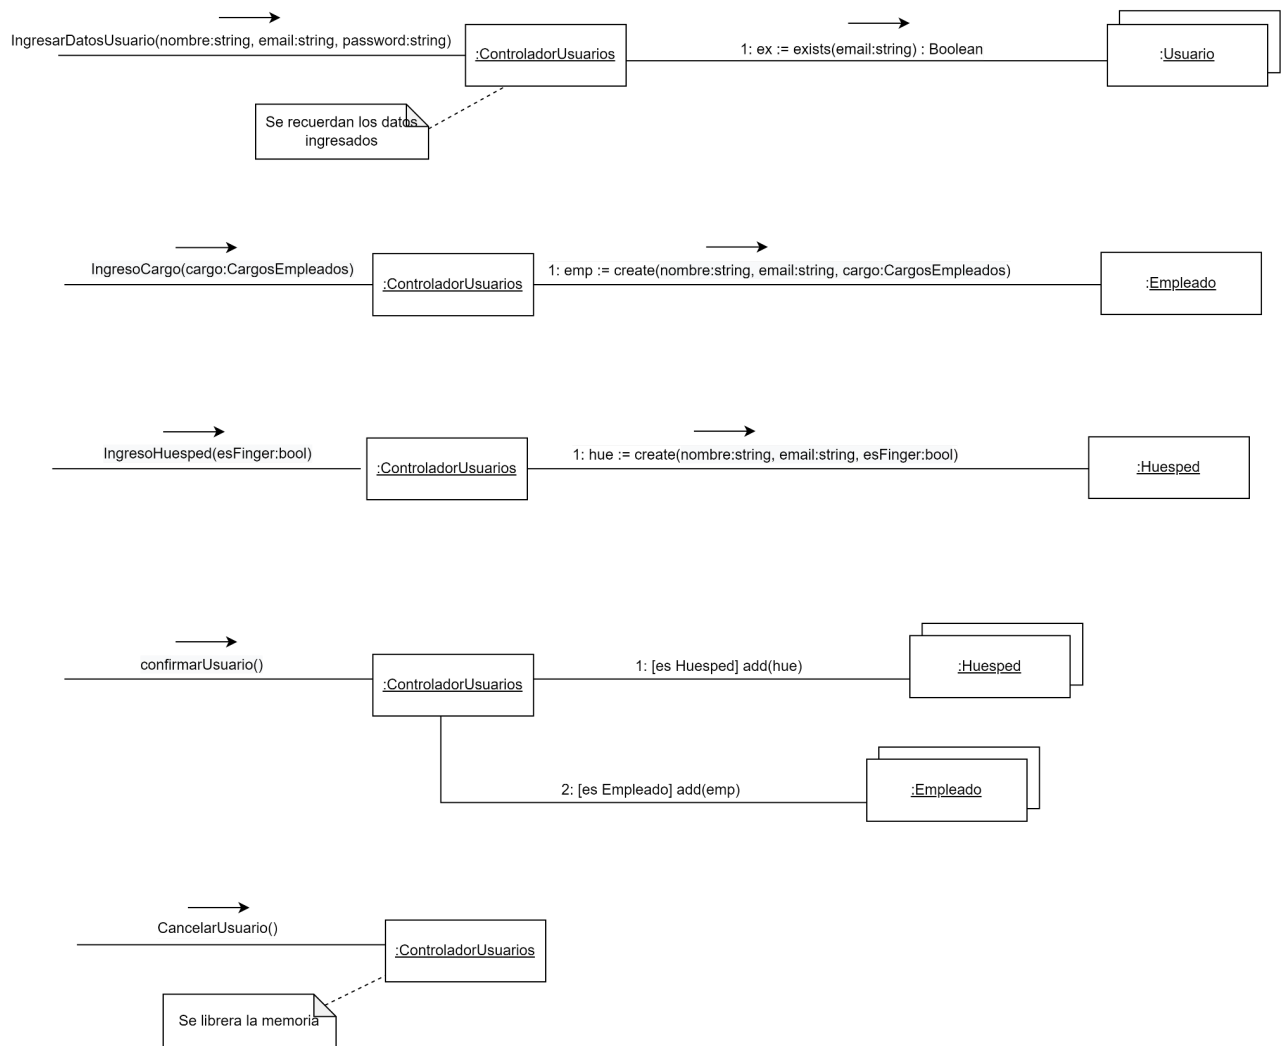 IngresarDatosUsuario(nombre:string, email:string, password:string)
:ControladorUsuarios
1: ex := exists(email:string) : Boolean
:Usuario
Se recuerdan los datos
ingresados
IngresoCargo(cargo:CargosEmpleados)
:ControladorUsuarios
1: emp := create(nombre:string, email:string, cargo:CargosEmpleados)
:Empleado
IngresoHuesped(esFinger:bool)
:ControladorUsuarios
1: hue := create(nombre:string, email:string, esFinger:bool)
:Huesped
confirmarUsuario()
:ControladorUsuarios
1: [es Huesped] add(hue)
:Huesped
2: [es Empleado] add(emp)
:Empleado
CancelarUsuario()
:ControladorUsuarios
Se librera la memoria